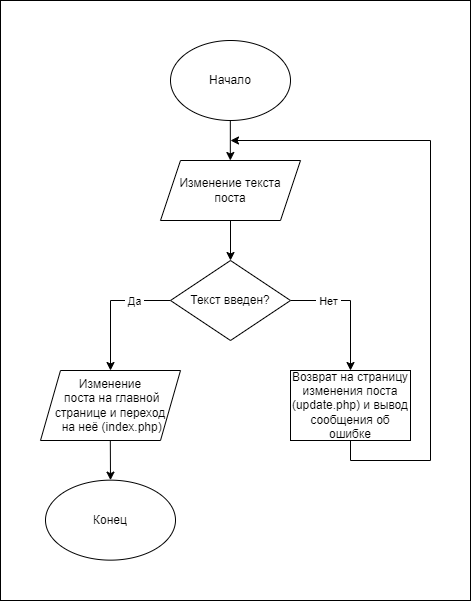 Начало
Изменение текста
поста
Текст введен?
Да
Нет
Изменение
поста на главной
странице и переход
на неё (index.php)
Возврат на страницу
изменения поста
(update.php) и вывод
сообщения об
ошибке
Конец